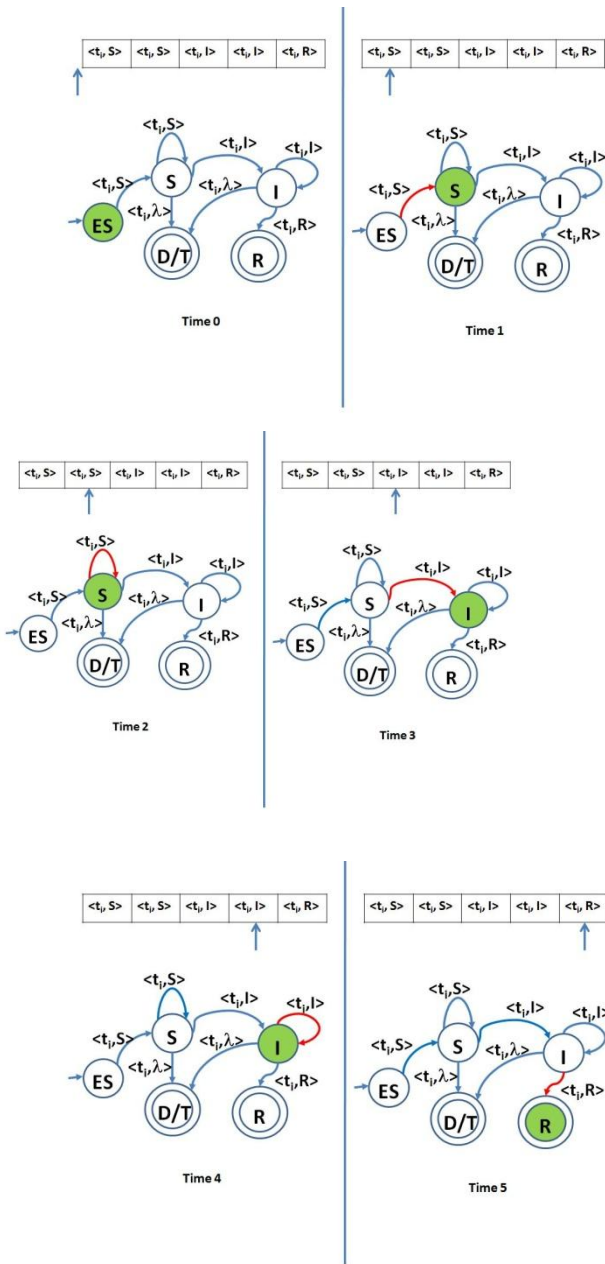 <tᵢ, S> <tᵢ, S> <tᵢ, I> <tᵢ, I> <tᵢ, R>
<tᵢ,S>
<tᵢ,I>
<tᵢ,I>
<tᵢ,S>
S
I
<tᵢ,λ>
<tᵢ,λ>
<tᵢ,R>
ES
D/T
R
Time 0
<tᵢ, S> <tᵢ, S> <tᵢ, I> <tᵢ, I> <tᵢ, R>
<tᵢ,S>
<tᵢ,I>
<tᵢ,I>
<tᵢ,S>
S
I
<tᵢ,λ>
<tᵢ,λ>
<tᵢ,R>
ES
D/T
R
Time 1
<tᵢ, S> <tᵢ, S> <tᵢ, I> <tᵢ, I> <tᵢ, R>
<tᵢ,S>
<tᵢ,I>
<tᵢ,I>
<tᵢ,S>
S
I
<tᵢ,λ>
<tᵢ,λ>
<tᵢ,R>
ES
D/T
R
Time 2
<tᵢ, S> <tᵢ, S> <tᵢ, I> <tᵢ, I> <tᵢ, R>
<tᵢ,S>
<tᵢ,I>
<tᵢ,I>
<tᵢ,S>
S
I
<tᵢ,λ>
<tᵢ,λ>
<tᵢ,R>
ES
D/T
R
Time 3
<tᵢ, S> <tᵢ, S> <tᵢ, I> <tᵢ, I> <tᵢ, R>
<tᵢ,S>
<tᵢ,I>
<tᵢ,I>
<tᵢ,S>
S
I
<tᵢ,λ>
<tᵢ,λ>
<tᵢ,R>
ES
D/T
R
Time 4
<tᵢ, S> <tᵢ, S> <tᵢ, I> <tᵢ, I> <tᵢ, R>
<tᵢ,S>
<tᵢ,I>
<tᵢ,I>
<tᵢ,S>
S
I
<tᵢ,λ>
<tᵢ,λ>
<tᵢ,R>
ES
D/T
R
Time 5